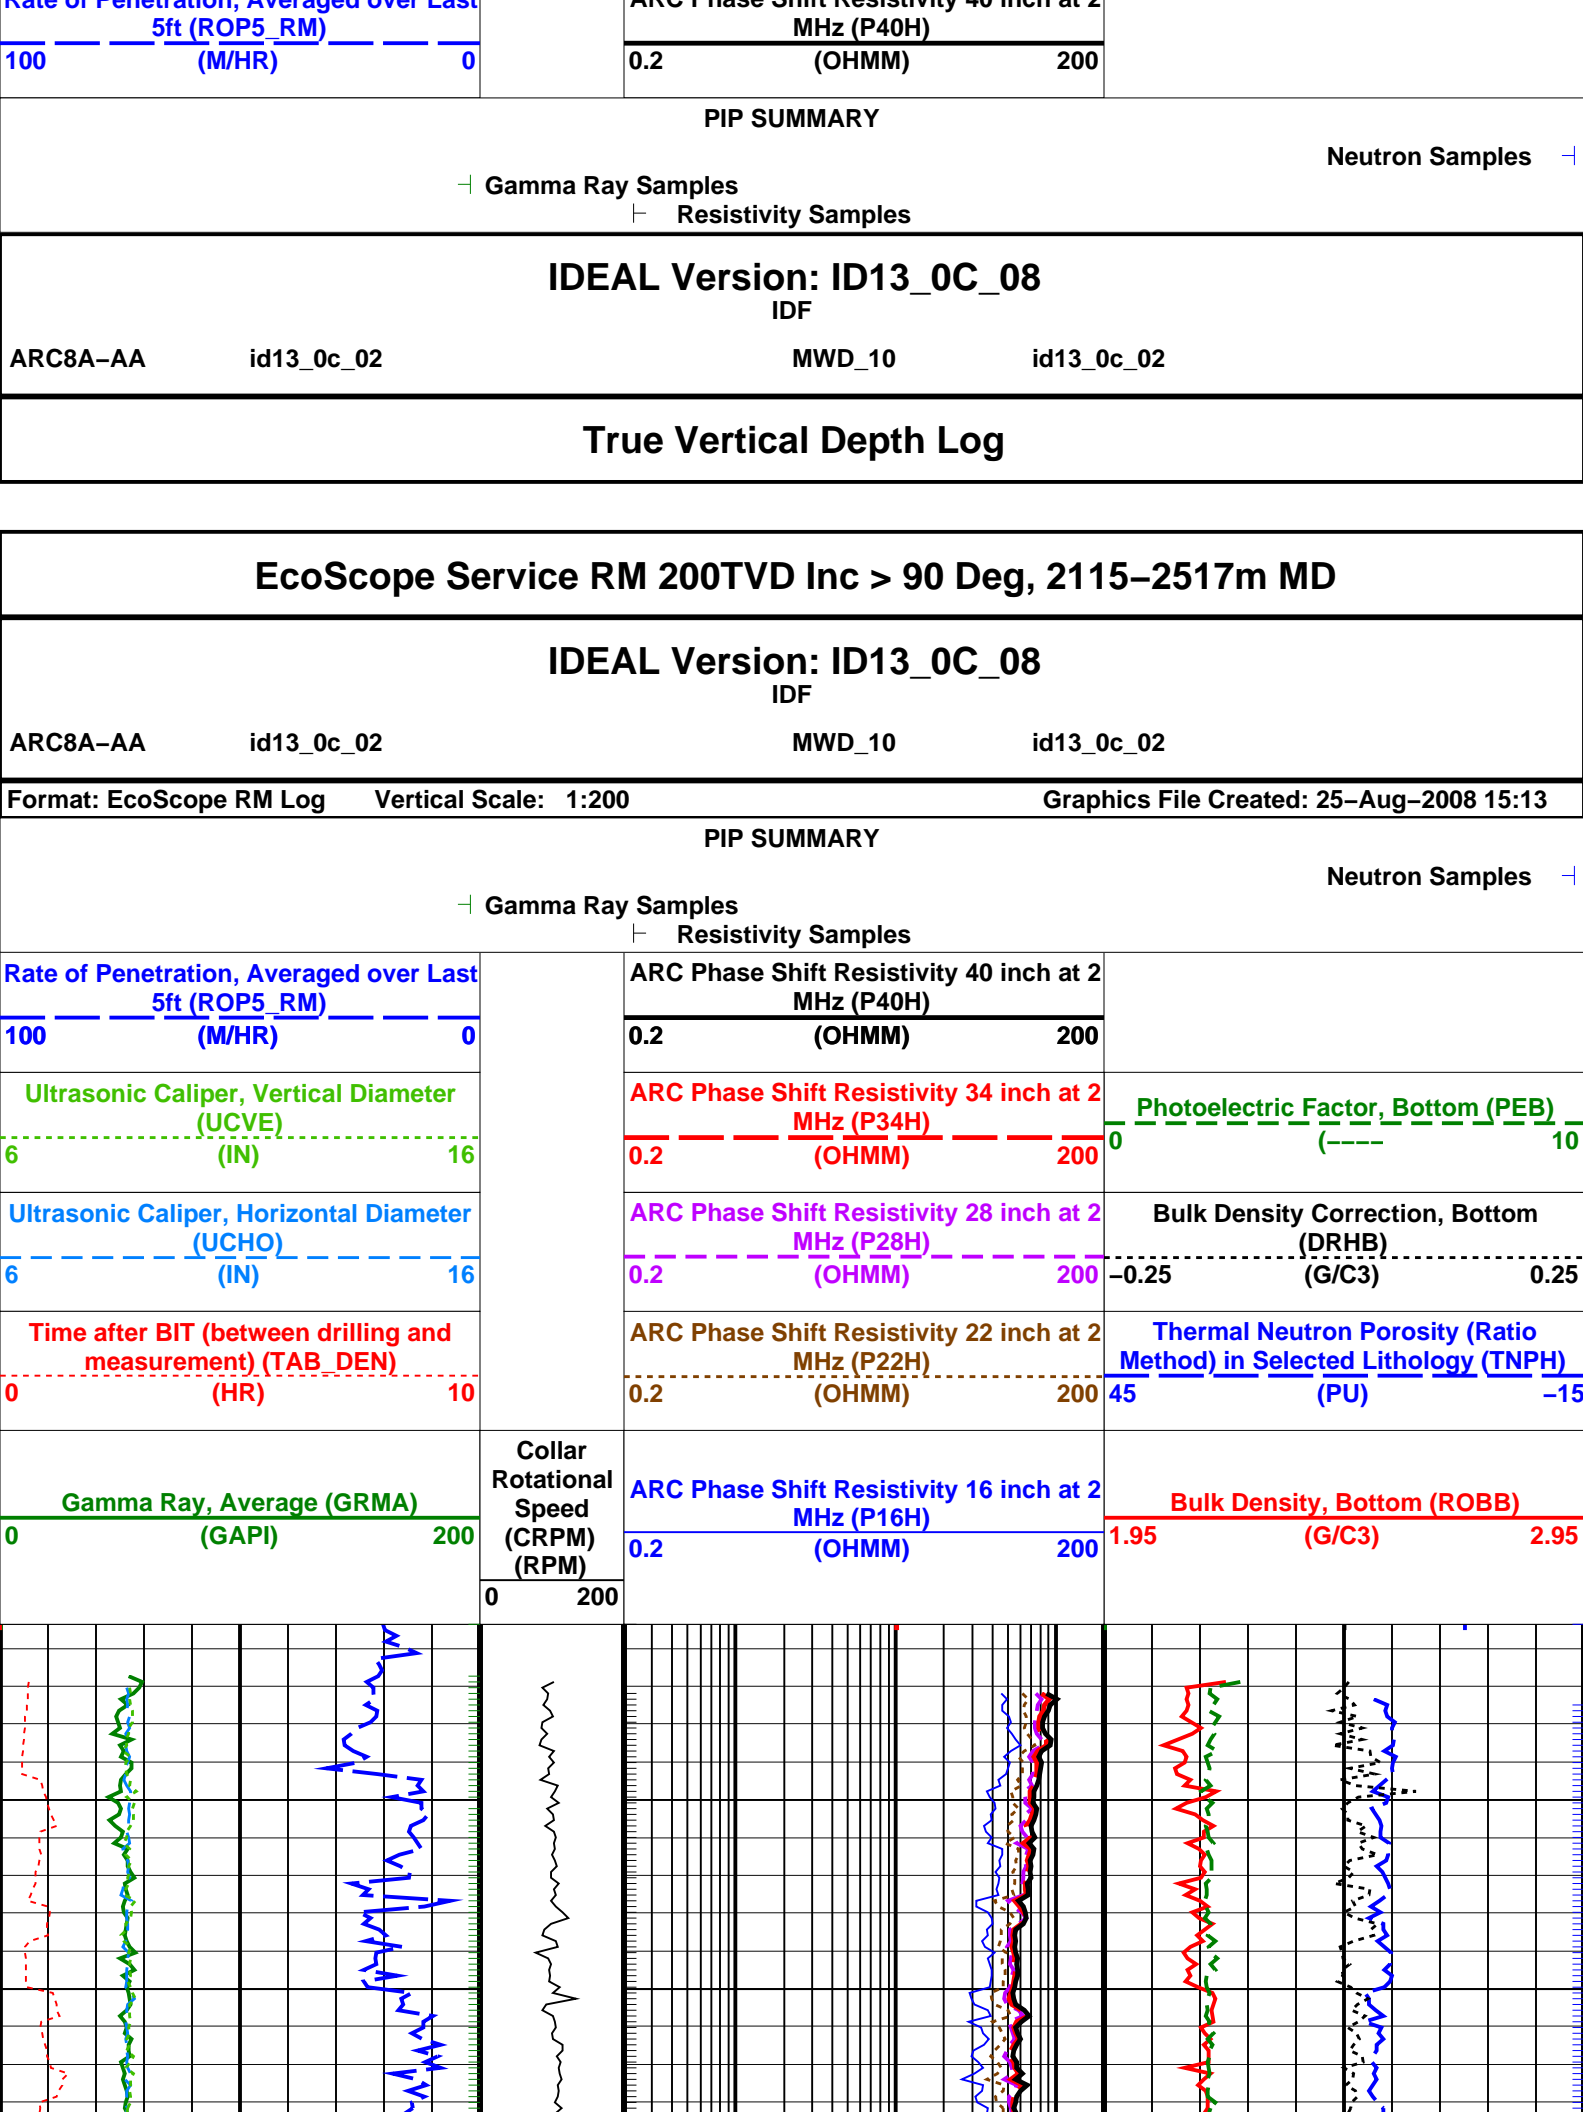 Rate of Penetration, Averaged over Last
5ft (ROP5_RM)
100 (M/HR) 0
ARC Phase Shift Resistivity 40 inch at 2
MHz (P40H)
0.2 (OHMM) 200
PIP SUMMARY
Neutron Samples
Gamma Ray Samples
Resistivity Samples
IDEAL Version: ID13_0C_08
IDF
ARC8A−AA id13_0c_02 MWD_10 id13_0c_02
True Vertical Depth Log
EcoScope Service RM 200TVD Inc > 90 Deg, 2115−2517m MD
IDEAL Version: ID13_0C_08
IDF
ARC8A−AA id13_0c_02 MWD_10 id13_0c_02
Format: EcoScope RM Log Vertical Scale: 1:200 Graphics File Created: 25−Aug−2008 15:13
PIP SUMMARY
Neutron Samples
Gamma Ray Samples
Resistivity Samples
Rate of Penetration, Averaged over Last
5ft (ROP5_RM)
100 (M/HR) 0
Ultrasonic Caliper, Vertical Diameter
(UCVE)
6 (IN) 16
Ultrasonic Caliper, Horizontal Diameter
(UCHO)
6 (IN) 16
Time after BIT (between drilling and
measurement) (TAB_DEN)
0 (HR) 10
Gamma Ray, Average (GRMA)
0 (GAPI) 200
Collar
Rotational
Speed
(CRPM)
(RPM)
0 200
ARC Phase Shift Resistivity 40 inch at 2
MHz (P40H)
0.2 (OHMM) 200
ARC Phase Shift Resistivity 34 inch at 2
MHz (P34H)
0.2 (OHMM) 200
ARC Phase Shift Resistivity 28 inch at 2
MHz (P28H)
0.2 (OHMM) 200
ARC Phase Shift Resistivity 22 inch at 2
MHz (P22H)
0.2 (OHMM) 200
ARC Phase Shift Resistivity 16 inch at 2
MHz (P16H)
0.2 (OHMM) 200
Photoelectric Factor, Bottom (PEB)
0 (−−−− 10
Bulk Density Correction, Bottom
(DRHB)
−0.25 (G/C3) 0.25
Thermal Neutron Porosity (Ratio
Method) in Selected Lithology (TNPH)
45 (PU) −15
Bulk Density, Bottom (ROBB)
1.95 (G/C3) 2.95